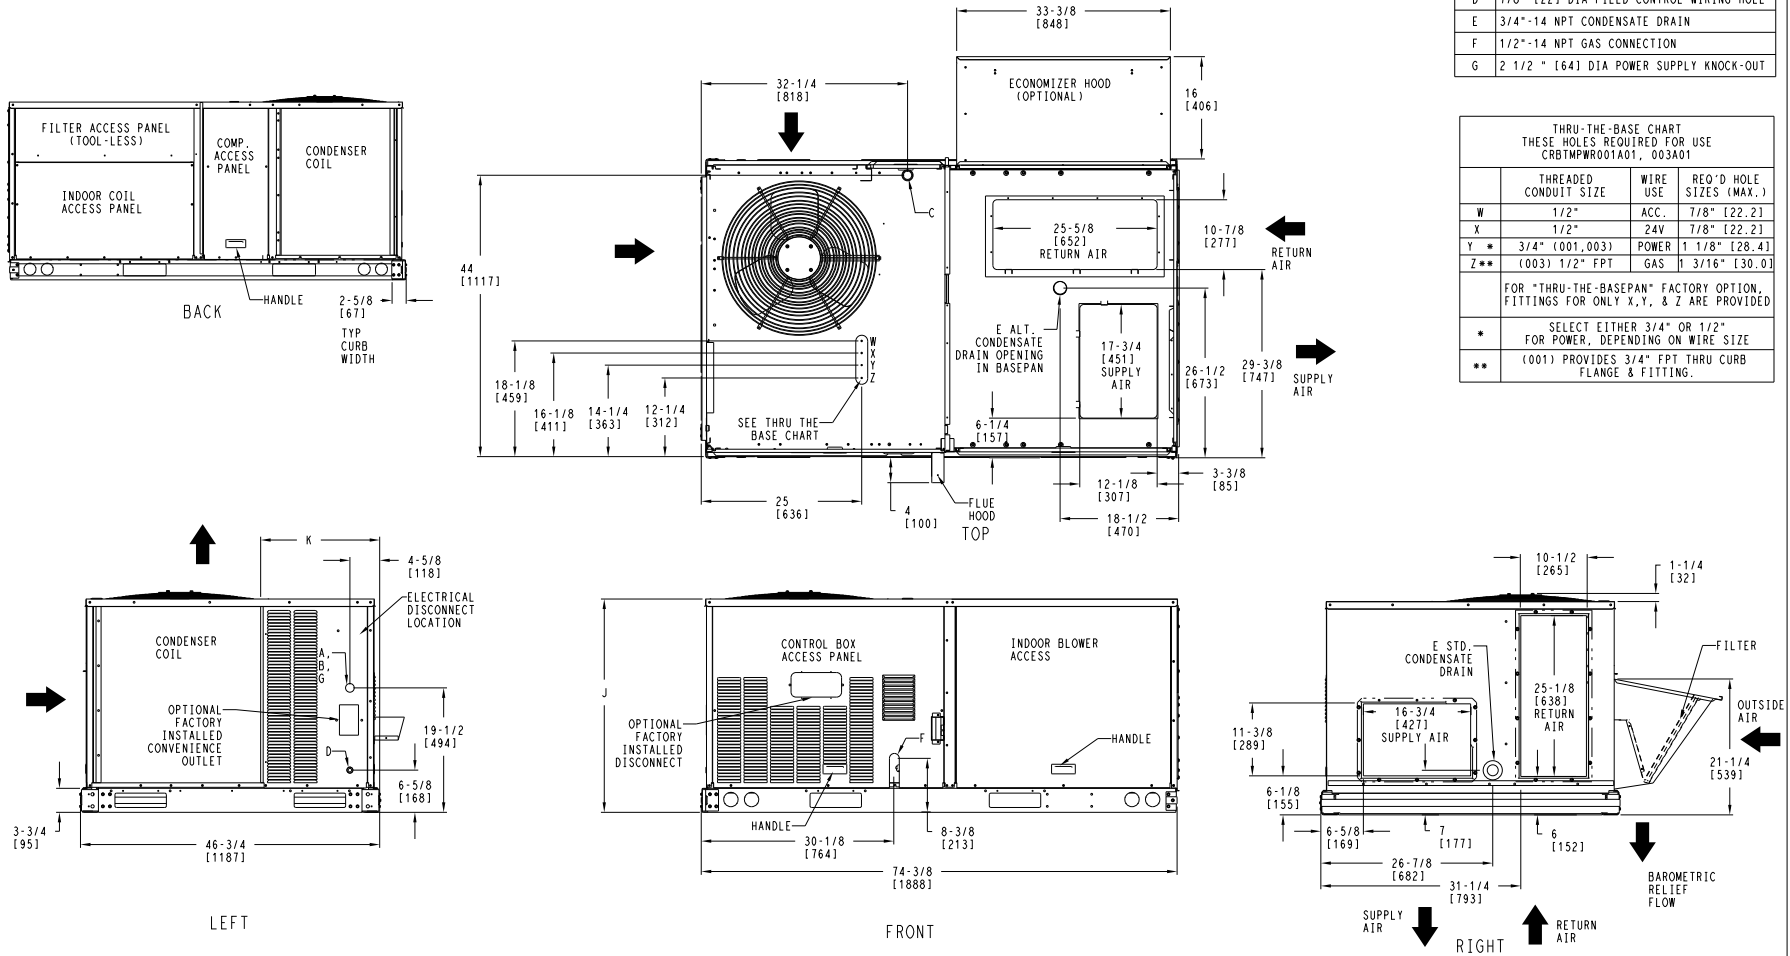 33-3/8
[848]
ECONOMIZER HOOD
(OPTIONAL)
16
[406]
32-1/4
[818]
C
25-5/8
[652]
RETURN AIR
10-7/8
[277]
RETURN
AIR
44
[1117]
W
X
Y
Z
18-1/8
[459]
16-1/8
[411]
14-1/4
[363]
12-1/4
[312]
SEE THRU THE
BASE CHART
E ALT.
CONDENSATE
DRAIN OPENING
IN BASEPAN
17-3/4
[451]
SUPPLY
AIR
26-1/2
[673]
29-3/8
[747]
SUPPLY
AIR
6-1/4
[157]
3-3/8
[85]
12-1/8
[307]
18-1/2
[470]
25
[636]
4
[100]
FLUE
HOOD
TOP
FILTER ACCESS PANEL
(TOOL-LESS)
INDOOR COIL
ACCESS PANEL
COMP.
ACCESS
PANEL
CONDENSER
COIL
HANDLE
BACK
2-5/8
[67]
TYP
CURB
WIDTH
D 7/8" [22] DIA FIELD CONTROL WIRING HOLE
E 3/4"-14 NPT CONDENSATE DRAIN
F 1/2"-14 NPT GAS CONNECTION
G 2 1/2 " [64] DIA POWER SUPPLY KNOCK-OUT
THRU-THE-BASE CHART
THESE HOLES REQUIRED FOR USE
CRBTMPWR001A01, 003A01
THREADED CONDUIT SIZE WIRE USE REQ'D HOLE SIZES (MAX.)
W 1/2" ACC. 7/8" [22.2]
X 1/2" 24V 7/8" [22.2]
Y * 3/4" (001,003) POWER 1 1/8" [28.4]
Z ** (003) 1/2" FPT GAS 1 3/16" [30.0]
FOR "THRU-THE-BASEPAN" FACTORY OPTION,
FITTINGS FOR ONLY X,Y, & Z ARE PROVIDED
* SELECT EITHER 3/4" OR 1/2"
FOR POWER, DEPENDING ON WIRE SIZE
** (001) PROVIDES 3/4" FPT THRU CURB
FLANGE & FITTING.
K
4-5/8
[118]
ELECTRICAL
DISCONNECT
LOCATION
CONDENSER
COIL
A,
B,
G
OPTIONAL
FACTORY
INSTALLED
CONVENIENCE
OUTLET
D
19-1/2
[494]
6-5/8
[168]
3-3/4
[95]
46-3/4
[1187]
LEFT
J
CONTROL BOX
ACCESS PANEL
INDOOR BLOWER
ACCESS
OPTIONAL
FACTORY
INSTALLED
DISCONNECT
F
HANDLE
HANDLE
30-1/8
[764]
8-3/8
[213]
74-3/8
[1888]
FRONT
10-1/2
[265]
1-1/4
[32]
E STD.
CONDENSATE
DRAIN
FILTER
25-1/8
[638]
RETURN
AIR
16-3/4
[427]
SUPPLY AIR
11-3/8
[289]
OUTSIDE
AIR
21-1/4
[539]
6-1/8
[155]
6-5/8
[169]
7
[177]
6
[152]
26-7/8
[682]
31-1/4
[793]
BAROMETRIC
RELIEF
FLOW
SUPPLY
AIR
RETURN
AIR
RIGHT